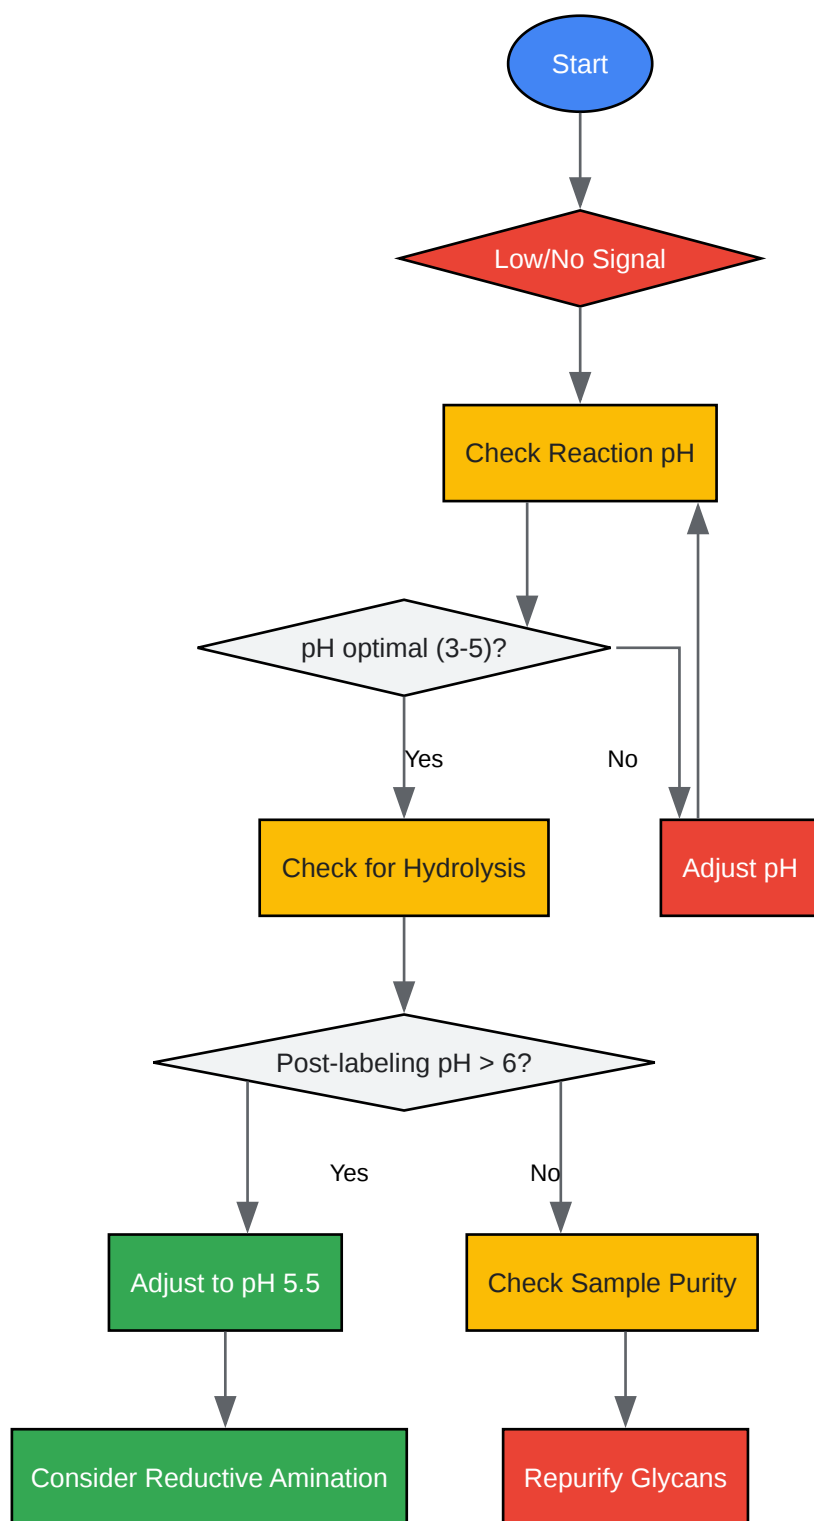 Start
Low/No Signal
Check Reaction pH
pH optimal (3-5)?
Yes
No
Check for Hydrolysis
Adjust pH
Post-labeling pH > 6?
Yes
No
Adjust to pH 5.5
Check Sample Purity
Consider Reductive Amination
Repurify Glycans